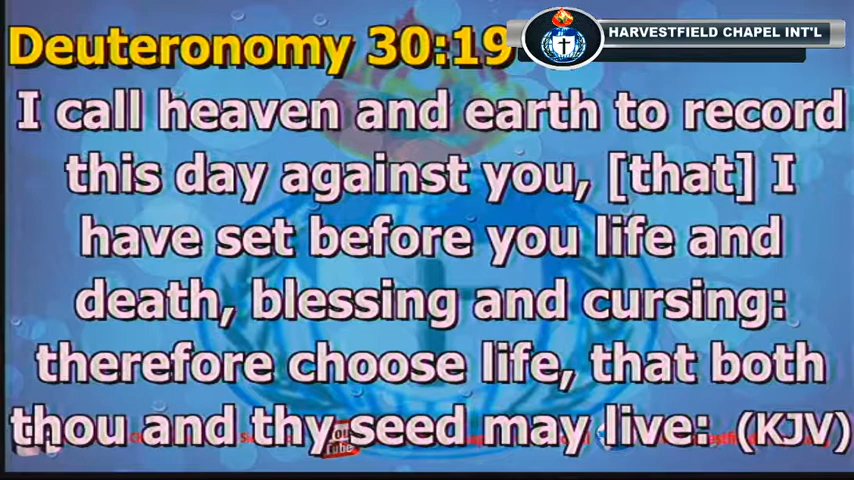 Deuteronomy 30:19
HARVESTFIELD CHAPEL INT'L
I call heaven and earth to record
this day against you, [that] I
have set before you life and
death, blessing and cursing:
therefore choose life, that both
thou and thy seed may live: (KJV)
You
Tube